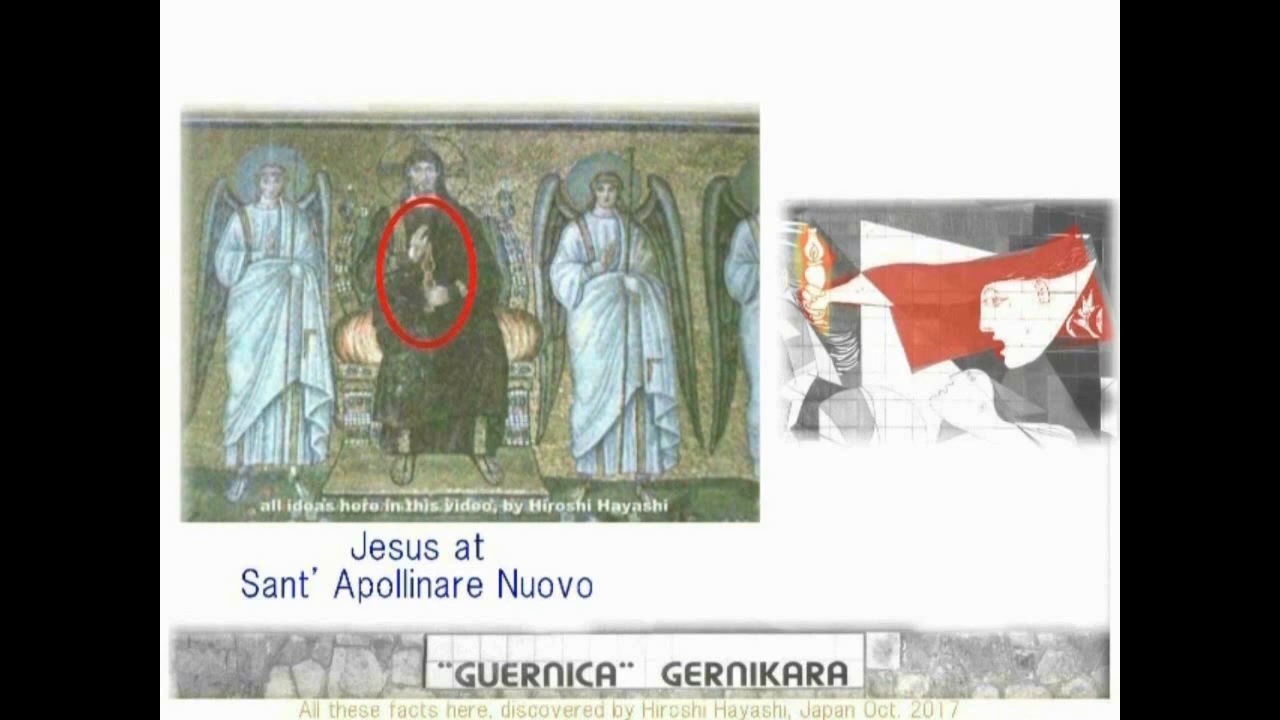 all ideas here in this video, by Hiroshi Hayashi
Jesus at
Sant' Apollinare Nuovo
"GUERNICA" GERNIKARA
All these facts here, discovered by Hiroshi Hayashi, Japan Oct. 2017